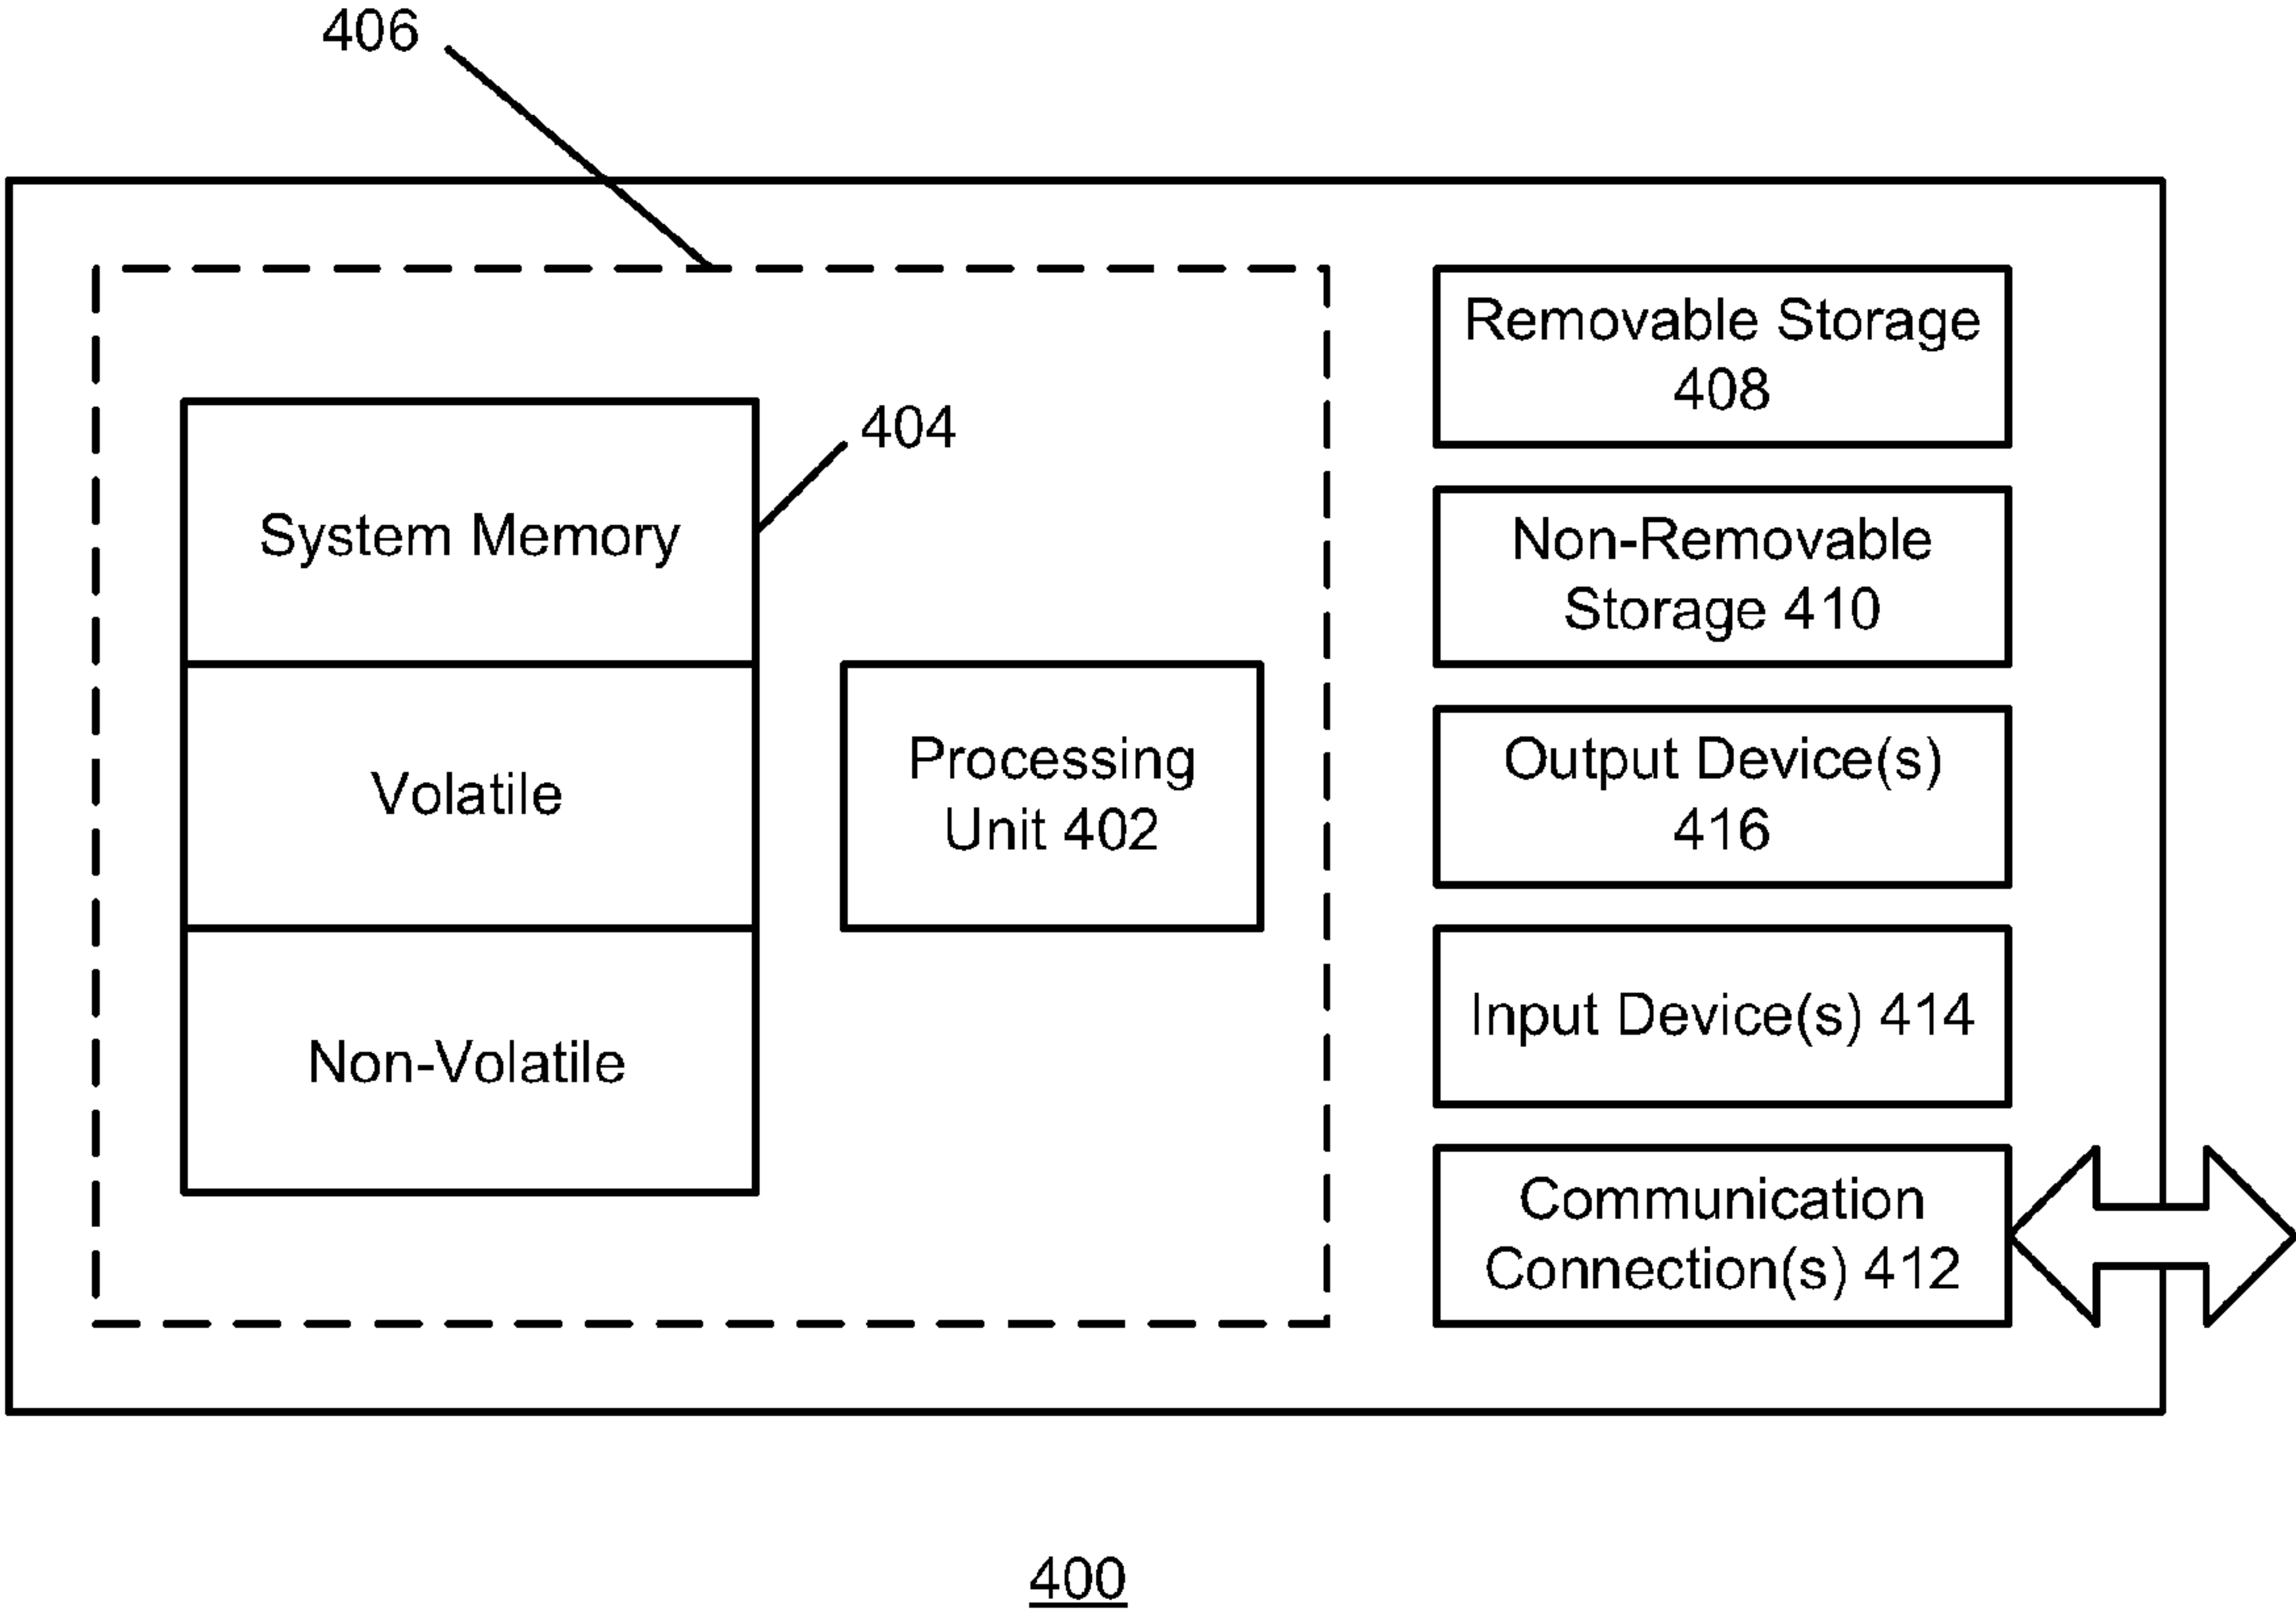 406
404
System Memory
Volatile
Non-Volatile
Processing
Unit 402
Removable Storage
408
Non-Removable
Storage 410
Output Device(s)
416
Input Device(s) 414
Communication
Connection(s) 412
400